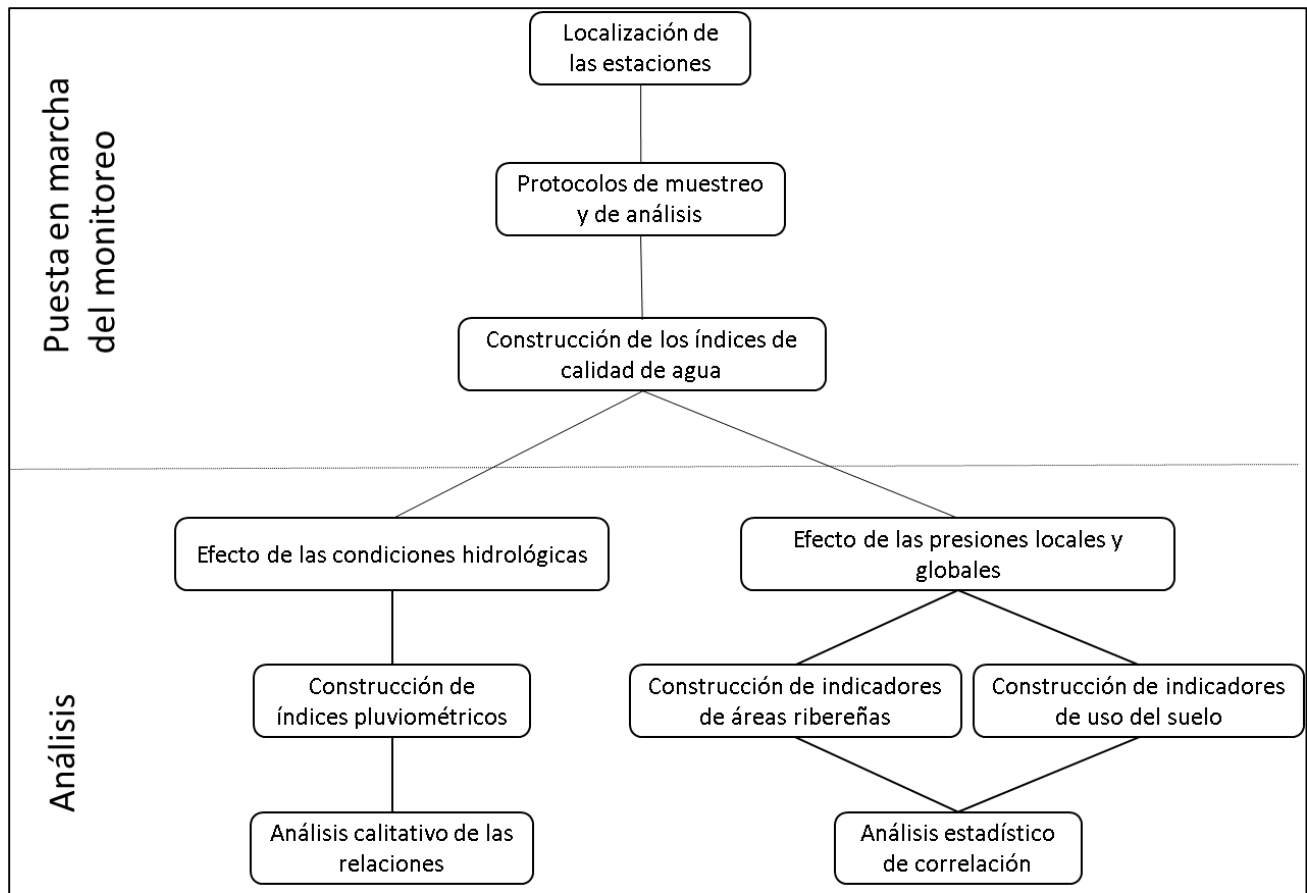 Puesta en marcha
del monitoreo
Localización de
las estaciones
Protocolos de muestreo
y de análisis
Construcción de los índices de
calidad de agua
Análisis
Efecto de las condiciones hidrológicas
Efecto de las presiones locales y
globales
Construcción de
índices pluviométricos
Construcción de indicadores
de áreas ribereñas
Construcción de indicadores
de uso del suelo
Análisis calitativo de las
relaciones
Análisis estadístico
de correlación